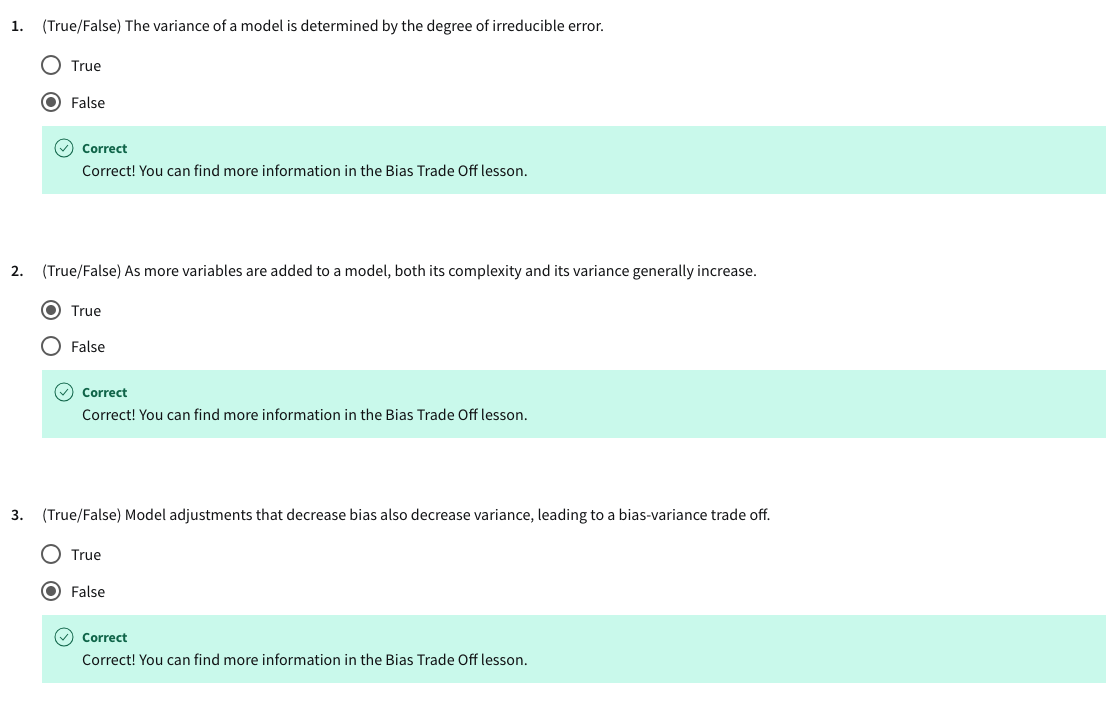 1. (True/False) The variance of a model is determined by the degree of irreducible error.
True
False
Correct
Correct! You can find more information in the Bias Trade Off lesson.
2. (True/False) As more variables are added to a model, both its complexity and its variance generally increase.
True
False
Correct
Correct! You can find more information in the Bias Trade Off lesson.
3. (True/False) Model adjustments that decrease bias also decrease variance, leading to a bias-variance trade off.
True
False
Correct
Correct! You can find more information in the Bias Trade Off lesson.